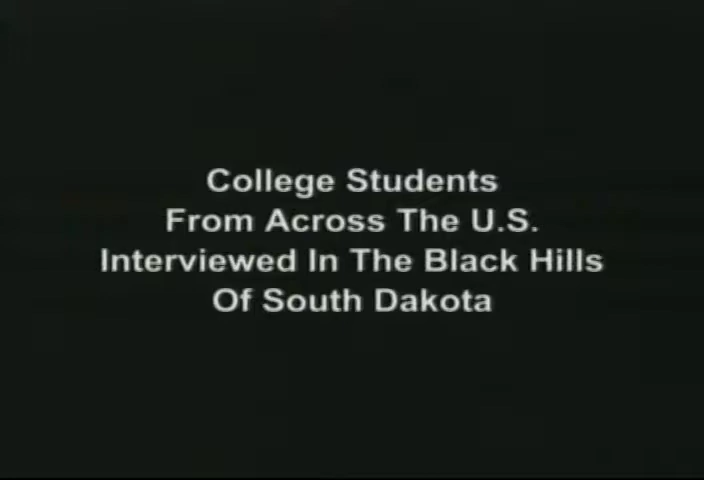 College Students
From Across The U.S.
Interviewed In The Black Hills
Of South Dakota